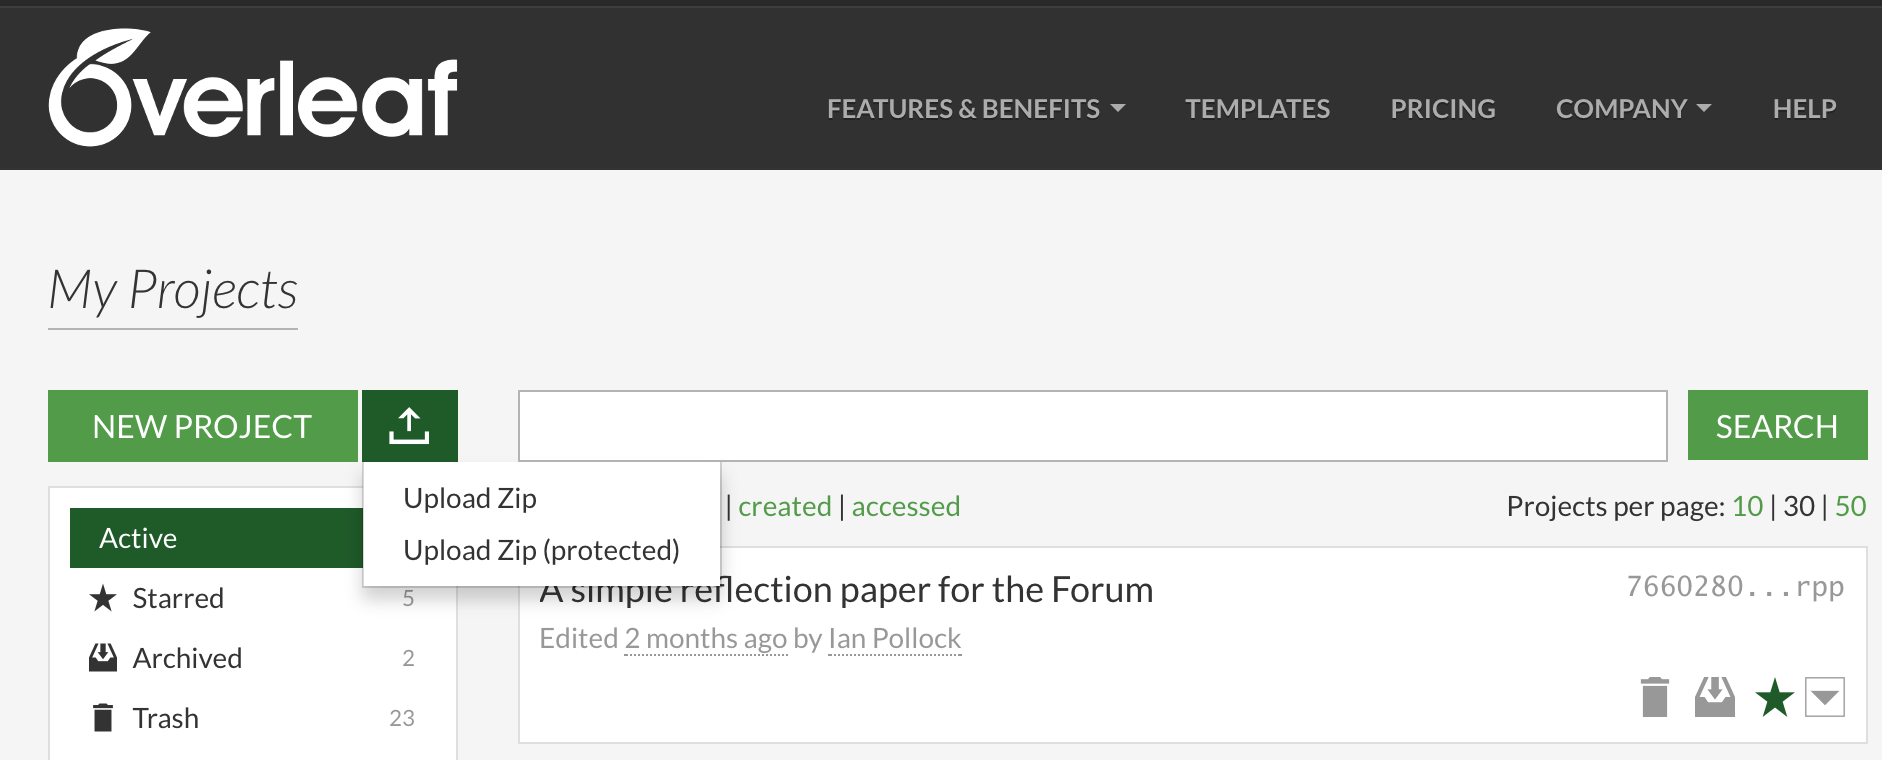 Overleaf
FEATURES & BENEFITS TEMPLATES PRICING COMPANY HELP
My Projects
NEW PROJECT
SEARCH
Upload Zip
Upload Zip (protected)
| created | accessed
Projects per page: 10 | 30 | 50
Active
Starred 5
Archived 2
Trash 23
A simple reflection paper for the Forum
7660280...rpp
Edited 2 months ago by Ian Pollock